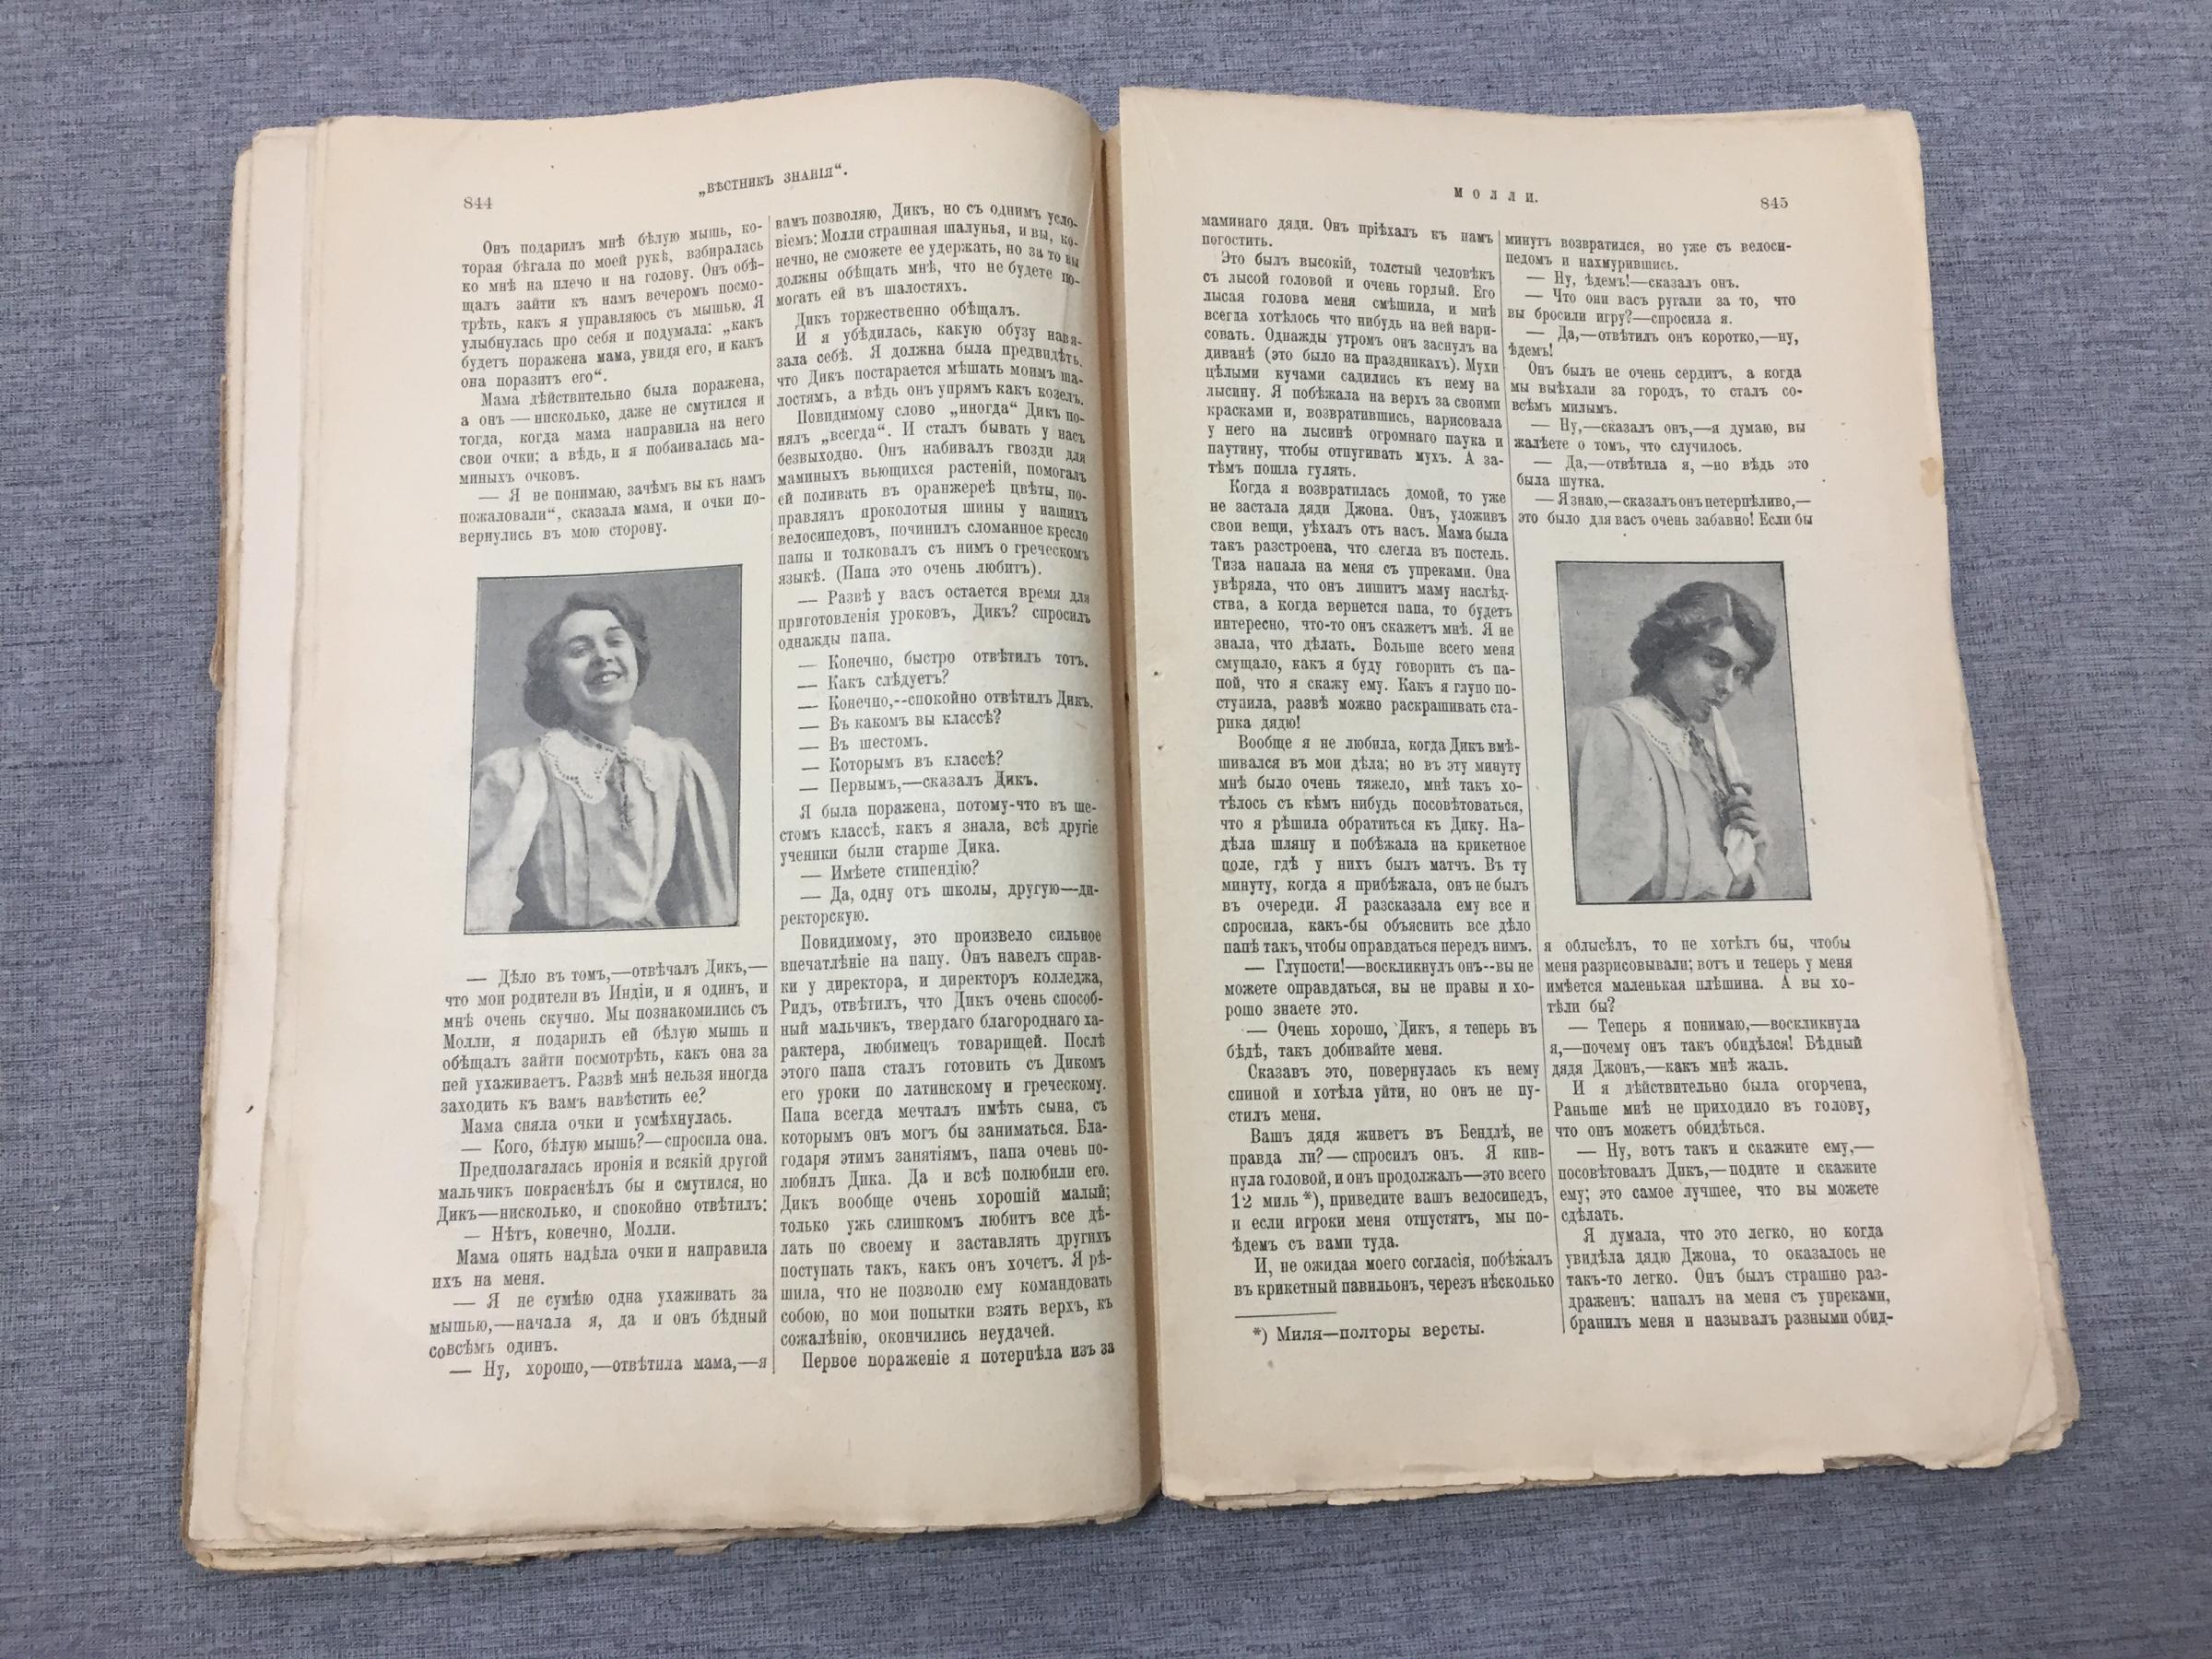 844
„ВѢСТНИКЪ ЗНАНІЯ“.
Онъ подарилъ мнѣ бѣлую мышь, ко-
торая бѣгала по моей рукѣ, взбиралась
ко мнѣ на плечо и на голову. Онъ обѣ-
щалъ зайти къ намъ вечеромъ посмо-
трѣть, какъ я управляюсь съ мышью. Я
улыбнулась про себя и подумала: „какъ
будетъ поражена мама, увидя его, и какъ
она поразитъ его“.
Мама дѣйствительно была поражена,
а онъ — нисколько, даже не смутился и
тогда, когда мама направила на него
свои очки; а вѣдь, и я побаивалась ма-
миныхъ очковъ.
— Я не понимаю, зачѣмъ вы къ намъ
пожаловали“, сказала мама, и очки по-
вернулись въ мою сторону.
— Дѣло въ томъ,—отвѣчалъ Дикъ,—
что мои родители въ Индіи, и я одинъ, и
мнѣ очень скучно. Мы познакомились съ
Молли, я подарилъ ей бѣлую мышь и
обѣщалъ зайти посмотрѣть, какъ она за
ней ухаживаетъ. Развѣ мнѣ нельзя иногда
заходить къ вамъ навѣстить ее?
Мама сняла очки и усмѣхнулась.
— Кого, бѣлую мышь?—спросила она.
Предполагалась иронія и всякій другой
мальчикъ покраснѣлъ бы и смутился, но
Дикъ—нисколько, и спокойно отвѣтилъ:
— Нѣтъ, конечно, Молли.
Мама опять надѣла очки и направила
ихъ на меня.
— Я не сумѣю одна ухаживать за
мышью,—начала я, да и онъ бѣдный
совсѣмъ одинъ.
— Ну, хорошо,—отвѣтила мама,—я
вамъ позволяю, Дикъ, но съ однимъ усло-
віемъ: Молли страшная шалунья, и вы, ко-
нечно, не сможете ее удержать, но за то вы
должны обѣщать мнѣ, что не будете по-
могать ей въ шалостяхъ.
Дикъ торжественно обѣщалъ.
И я убѣдилась, какую обузу навя-
зала себѣ. Я должна была предвидѣть,
что Дикъ постарается мѣшать моимъ ша-
лостямъ, а вѣдь онъ упрямъ какъ козелъ.
Повидимому слово „иногда“ Дикъ по-
нялъ „всегда“. И сталъ бывать у насъ
безвыходно. Онъ набивалъ гвозди для
маминыхъ вьющихся растеній, помогалъ
ей поливать въ оранжереѣ цвѣты, по-
правлялъ проколотыя шины у нашихъ
велосипедовъ, починилъ сломанное кресло
папы и толковалъ съ нимъ о греческомъ
языкѣ. (Папа это очень любитъ).
— Развѣ у васъ остается время для
приготовленія уроковъ, Дикъ? спросилъ
однажды папа.
— Конечно, быстро отвѣтилъ тотъ.
— Какъ слѣдуетъ?
— Конечно,--спокойно отвѣтилъ Дикъ.
— Въ какомъ вы классѣ?
— Въ шестомъ.
— Которымъ въ классѣ?
— Первымъ,—сказалъ Дикъ.
Я была поражена, потому-что въ ше-
стомъ классѣ, какъ я знала, всѣ другіе
ученики были старше Дика.
— Имѣете стипендію?
— Да, одну отъ школы, другую—ди-
ректорскую.
Повидимому, это произвело сильное
впечатлѣніе на папу. Онъ навелъ справ-
ки у директора, и директоръ колледжа,
Ридъ, отвѣтилъ, что Дикъ очень способ-
ный мальчикъ, твердаго благороднаго ха-
рактера, любимецъ товарищей. Послѣ
этого папа сталъ готовить съ Дикомъ
его уроки по латинскому и греческому.
Папа всегда мечталъ имѣть сына, съ
которымъ онъ могъ бы заниматься. Бла-
годаря этимъ занятіямъ, папа очень по-
любилъ Дика. Да и всѣ полюбили его.
Дикъ вообще очень хорошій малый;
только ужь слишкомъ любитъ все дѣ-
лать по своему и заставлять другихъ
поступать такъ, какъ онъ хочетъ. Я рѣ-
шила, что не позволю ему командовать
собою, но мои попытки взять верхъ, къ
сожалѣнію, окончились неудачей.
Первое пораженіе я потерпѣла изъ за
МОЛЛИ.
845
маминаго дяди. Онъ пріѣхалъ къ намъ
погостить.
Это былъ высокій, толстый человѣкъ
съ лысой головой и очень гордый. Его
лысая голова меня смѣшила, и мнѣ
всегда хотѣлось что нибудь на ней нари-
совать. Однажды утромъ онъ заснулъ на
диванѣ (это было на праздникахъ). Мухи
цѣлыми кучами садились къ нему на
лысину. Я побѣжала на верхъ за своими
красками и, возвратившись, нарисовала
у него на лысинѣ огромнаго паука и
паутину, чтобы отпугивать мухъ. А за-
тѣмъ пошла гулять.
Когда я возвратилась домой, то уже
не застала дяди Джона. Онъ, уложивъ
свои вещи, уѣхалъ отъ насъ. Мама была
такъ разстроена, что слегла въ постель.
Тиза напала на меня съ упреками. Она
увѣряла, что онъ лишитъ маму наслѣд-
ства, а когда вернется папа, то будетъ
интересно, что-то онъ скажетъ мнѣ. Я не
знала, что дѣлать. Больше всего меня
смущало, какъ я буду говорить съ па-
пой, что я скажу ему. Какъ я глупо по-
ступила, развѣ можно раскрашивать ста-
рика дядю!
Вообще я не любила, когда Дикъ вмѣ-
шивался въ мои дѣла; но въ эту минуту
мнѣ было очень тяжело, мнѣ такъ хо-
тѣлось съ кѣмъ нибудь посовѣтоваться,
что я рѣшила обратиться къ Дику. На-
дѣла шляпу и побѣжала на крикетное
поле, гдѣ у нихъ былъ матчъ. Въ ту
минуту, когда я прибѣжала, онъ не былъ
въ очереди. Я разсказала ему все и
спросила, какъ-бы объяснить все дѣло
папѣ такъ, чтобы оправдаться передъ нимъ.
— Глупости!—воскликнулъ онъ--вы не
можете оправдаться, вы не правы и хо-
рошо знаете это.
— Очень хорошо, Дикъ, я теперь въ
бѣдѣ, такъ добивайте меня.
Сказавъ это, повернулась къ нему
спиной и хотѣла уйти, но онъ не пу-
стилъ меня.
Вашъ дядя живетъ въ Бендлѣ, не
правда ли? — спросилъ онъ. Я кив-
нула головой, и онъ продолжалъ—это всего
12 миль *), приведите вашъ велосипедъ,
и если игроки меня отпустятъ, мы по-
ѣдемъ съ вами туда.
И, не ожидая моего согласія, побѣжалъ
въ крикетный павильонъ, черезъ нѣсколько
*) Миля—полторы версты.
минутъ возвратился, но уже съ велоси-
педомъ и нахмурившись.
— Ну, ѣдемъ!—сказалъ онъ.
— Что они васъ ругали за то, что
вы бросили игру?—спросила я.
— Да,—отвѣтилъ онъ коротко,—ну,
ѣдемъ!
Онъ былъ не очень сердитъ, а когда
мы выѣхали за городъ, то сталъ со-
всѣмъ милымъ.
— Ну,—сказалъ онъ,—я думаю, вы
жалѣете о томъ, что случилось.
— Да,—отвѣтила я, —но вѣдь это
была шутка.
— Я знаю,—сказалъ онъ нетерпѣливо,—
это было для васъ очень забавно! Если бы
я облысѣлъ, то не хотѣлъ бы, чтобы
меня разрисовывали; вотъ и теперь у меня
имѣется маленькая плѣшина. А вы хо-
тѣли бы?
— Теперь я понимаю,—воскликнула
я,—почему онъ такъ обидѣлся! Бѣдный
дядя Джонъ,—какъ мнѣ жаль.
И я дѣйствительно была огорчена,
Раньше мнѣ не приходило въ голову,
что онъ можетъ обидѣться.
— Ну, вотъ такъ и скажите ему,—
посовѣтовалъ Дикъ,—подите и скажите
ему; это самое лучшее, что вы можете
сдѣлать.
Я думала, что это легко, но когда
увидѣла дядю Джона, то оказалось не
такъ-то легко. Онъ былъ страшно раз-
драженъ: напалъ на меня съ упреками,
бранилъ меня и называлъ разными обид-